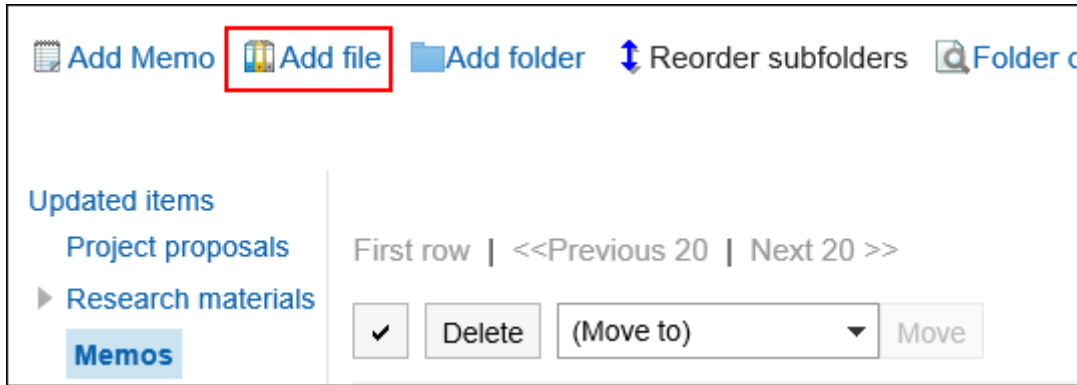 Add Memo Add file Add folder Reorder subfolders Folder
Updated items
Project proposals
Research materials
Memos
First row | <<Previous 20 | Next 20 >>
Delete (Move to) Move